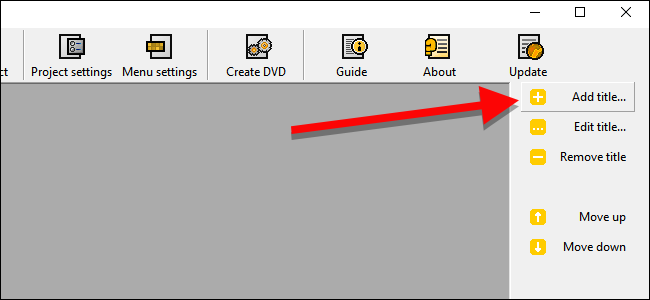 ct
Project settings
Menu settings
Create DVD
Guide
About
Update
Add title...
Edit title...
Remove title
Move up
Move down